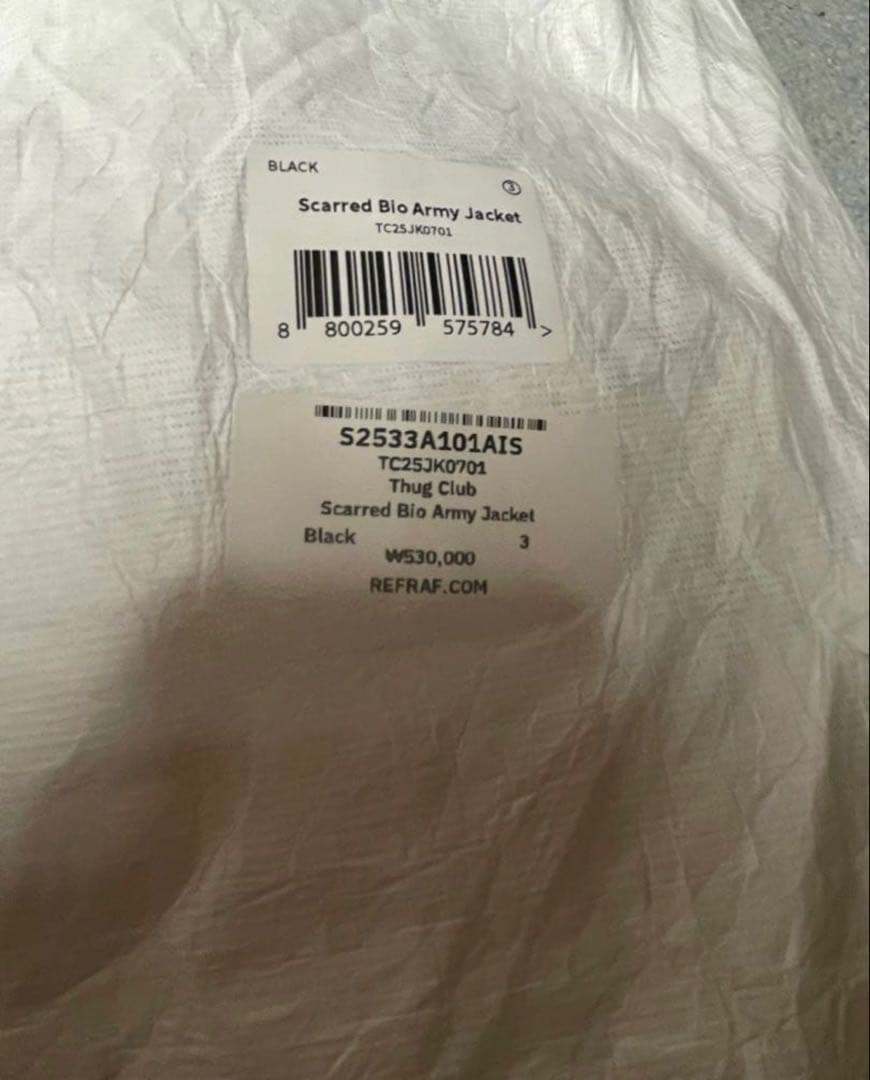 BLACK
③
Scarred Bio Army Jacket
TC25JK0701
8 800259 575784 >
S2533A101AIS
TC25JK0701
Thug Club
Scarred Bio Army Jacket
Black 3
₩530,000
REFRAF.COM